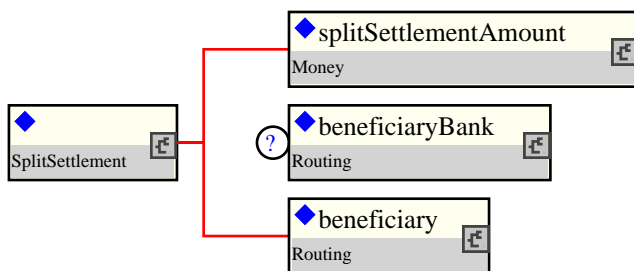 splitSettlementAmount
Money
SplitSettlement
?
beneficiaryBank
Routing
beneficiary
Routing